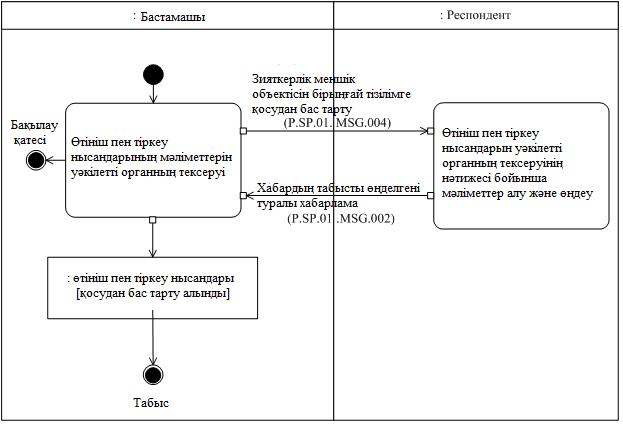 : Бастамашы
: Респондент
Зияткерлік меншік
объектісін бірыңғай тізілімге
қосудан бас тарту
(P.SP.01. MSG.004)
Бақылау
қатесі
Өтініш пен тіркеу
нысандарының мәліметтерін
уәкілетті органның тексеруі
Өтініш пен тіркеу
нысандарын уәкілетті
органның тексеруінің
нәтижесі бойынша
мәліметтер алу және өңдеу
Хабардың табысты өңделгені
туралы хабарлама
(P.SP.01 .MSG.002)
: өтініш пен тіркеу нысандары
[қосудан бас тарту алынды]
Табыс